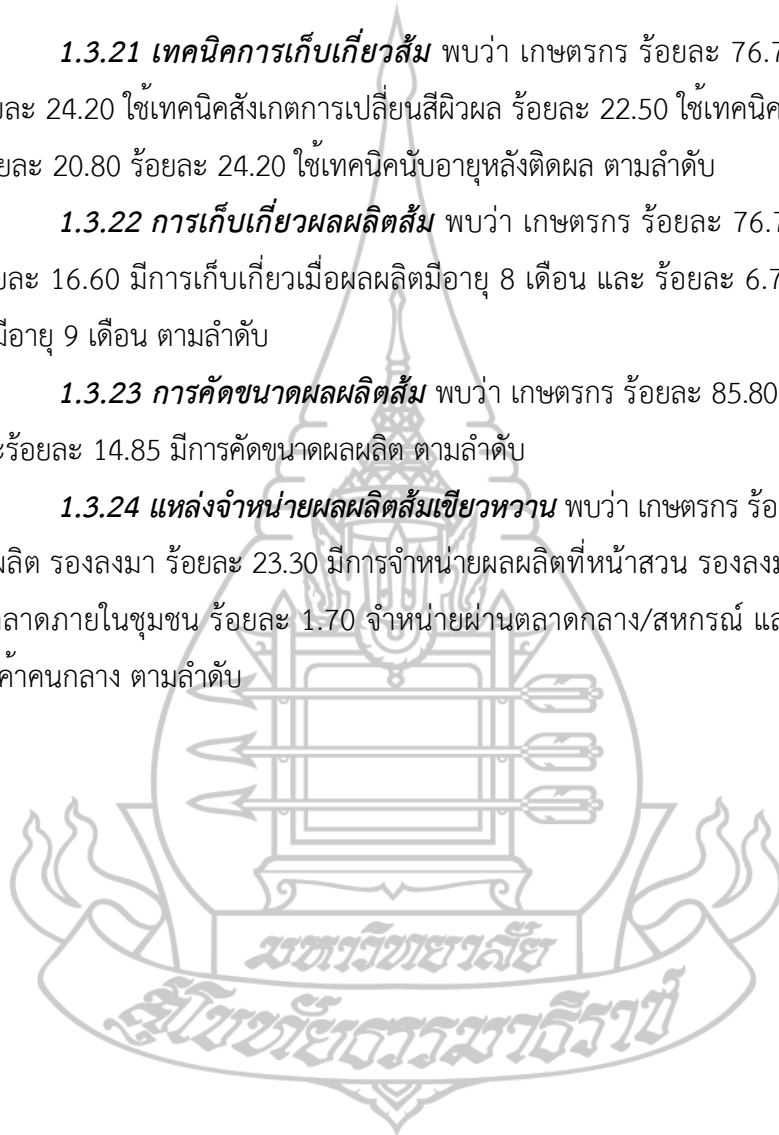 1.3.21 เทคนิคการเก็บเกี่ยวส้ม พบว่า เกษตรกร ร้อยละ 76.7
ยละ 24.20 ใช้เทคนิคสังเกตการเปลี่ยนสีผิวผล ร้อยละ 22.50 ใช้เทคนิค
ยละ 20.80 ร้อยละ 24.20 ใช้เทคนิคนับอายุหลังติดผล ตามลำดับ
1.3.22 การเก็บเกี่ยวผลผลิตส้ม พบว่า เกษตรกร ร้อยละ 76.7
ยละ 16.60 มีการเก็บเกี่ยวเมื่อผลผลิตมีอายุ 8 เดือน และ ร้อยละ 6.7
มีอายุ 9 เดือน ตามลำดับ
1.3.23 การคัดขนาดผลผลิตส้ม พบว่า เกษตรกร ร้อยละ 85.80
ะร้อยละ 14.85 มีการคัดขนาดผลผลิต ตามลำดับ
1.3.24 แหล่งจำหน่ายผลผลิตส้มเขียวหวาน พบว่า เกษตรกร ร้อ
ผลิต รองลงมา ร้อยละ 23.30 มีการจำหน่ายผลผลิตที่หน้าสวน รองลงม
ลาดภายในชุมชน ร้อยละ 1.70 จำหน่ายผ่านตลาดกลาง/สหกรณ์ แล
ค้าคนกลาง ตามลำดับ
มหาวิทยาลัย
สุโขทัยธรรมาธิราช